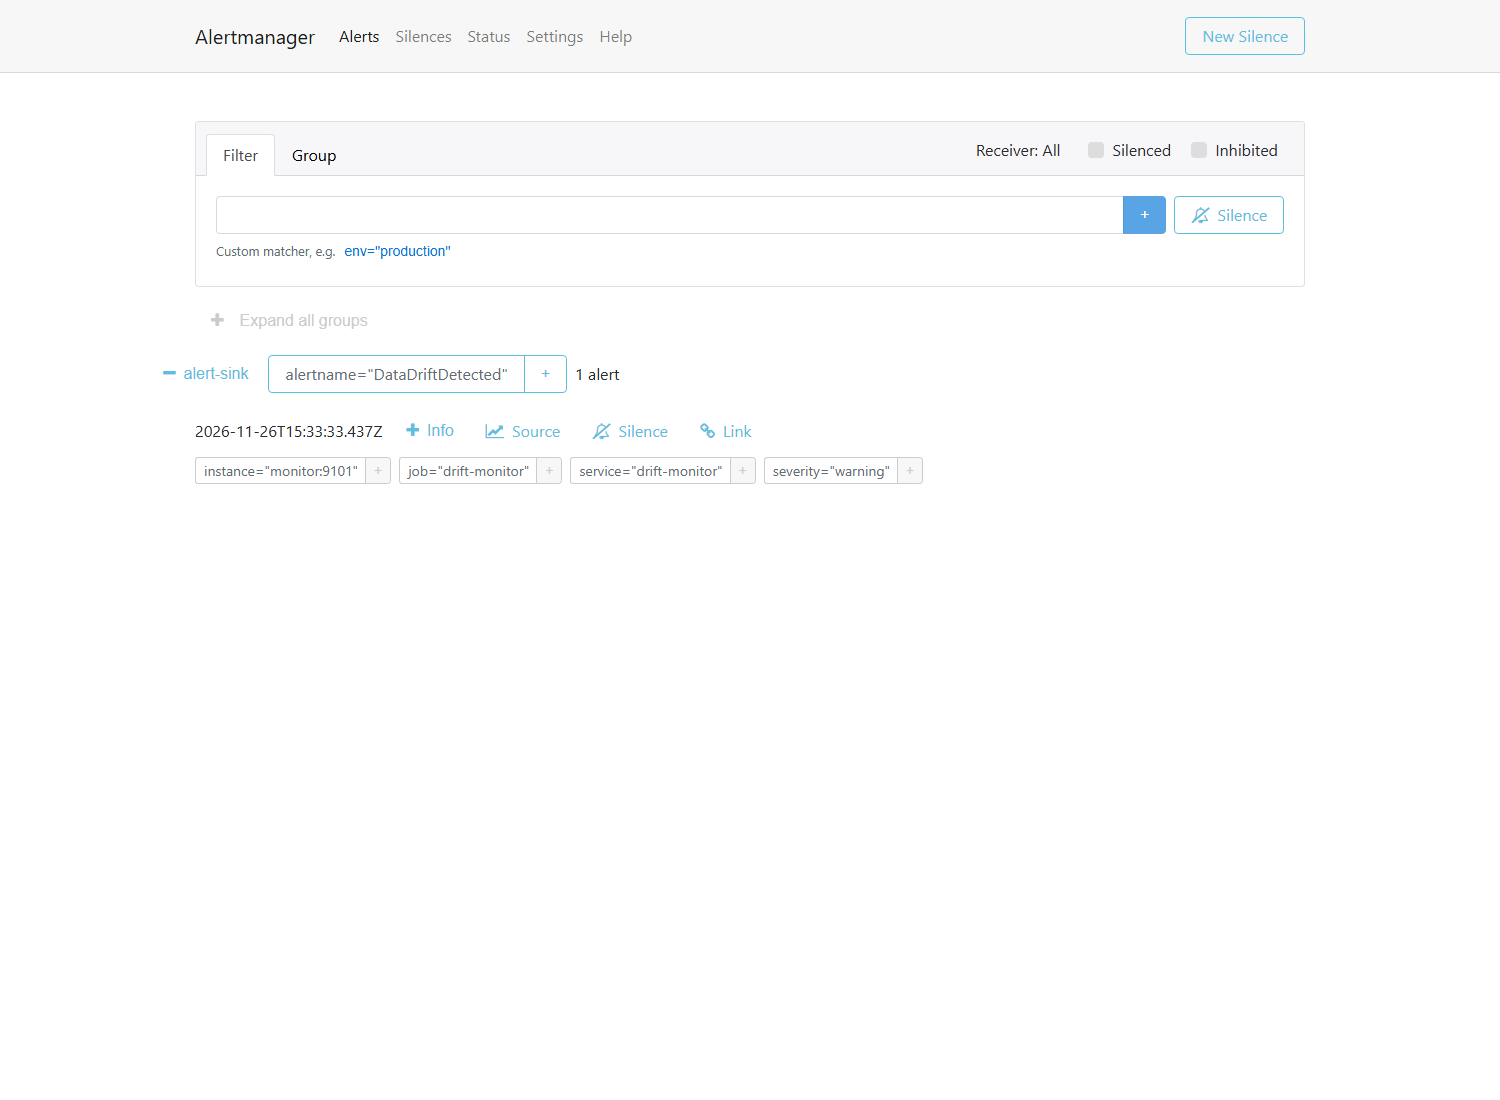 Alertmanager Alerts Silences Status Settings Help New Silence
Filter Group Receiver: All Silenced Inhibited
+ Silence
Custom matcher, e.g. env="production"
+ Expand all groups
− alert-sink alertname="DataDriftDetected" + 1 alert
2026-11-26T15:33:33.437Z + Info Source Silence Link
instance="monitor:9101" + job="drift-monitor" + service="drift-monitor" + severity="warning" +